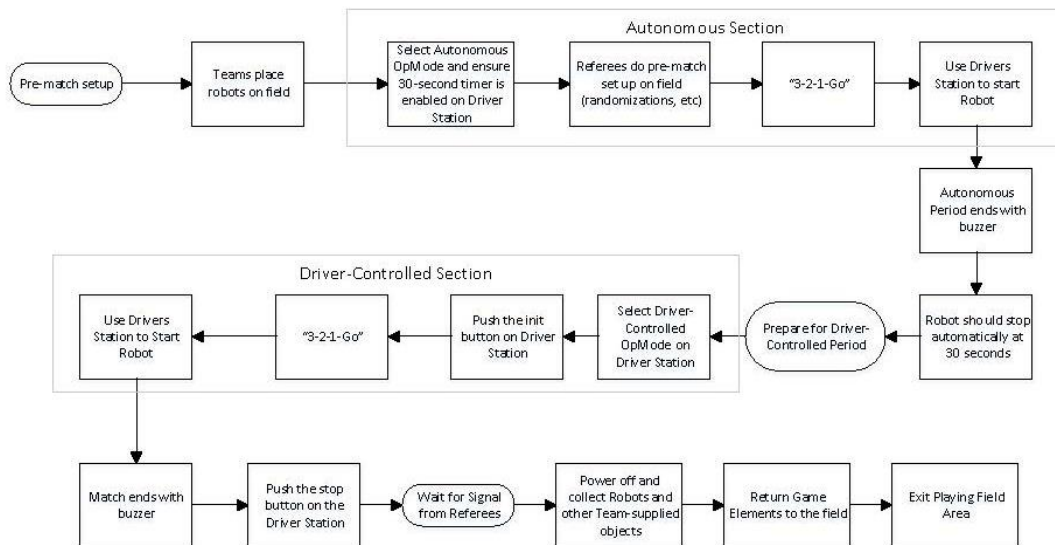 Autonomous Section
Pre-match setup
Teams place
robots on field
Select Autonomous
OpMode and ensure
30-second timer is
enabled on Driver
Station
Referees do pre-match
set up on field
(randomizations, etc)
“3-2-1-Go”
Use Drivers
Station to start
Robot
Autonomous
Period ends with
buzzer
Robot should stop
automatically at
30 seconds
Prepare for Driver-
Controlled Period
Driver-Controlled Section
Select Driver-
Controlled
OpMode on
Driver Station
Push the init
button on Driver
Station
“3-2-1-Go”
Use Drivers
Station to Start
Robot
Match ends with
buzzer
Push the stop
button on the
Driver Station
Wait for Signal
from Referees
Power off and
collect Robots and
other Team-supplied
objects
Return Game
Elements to the field
Exit Playing Field
Area